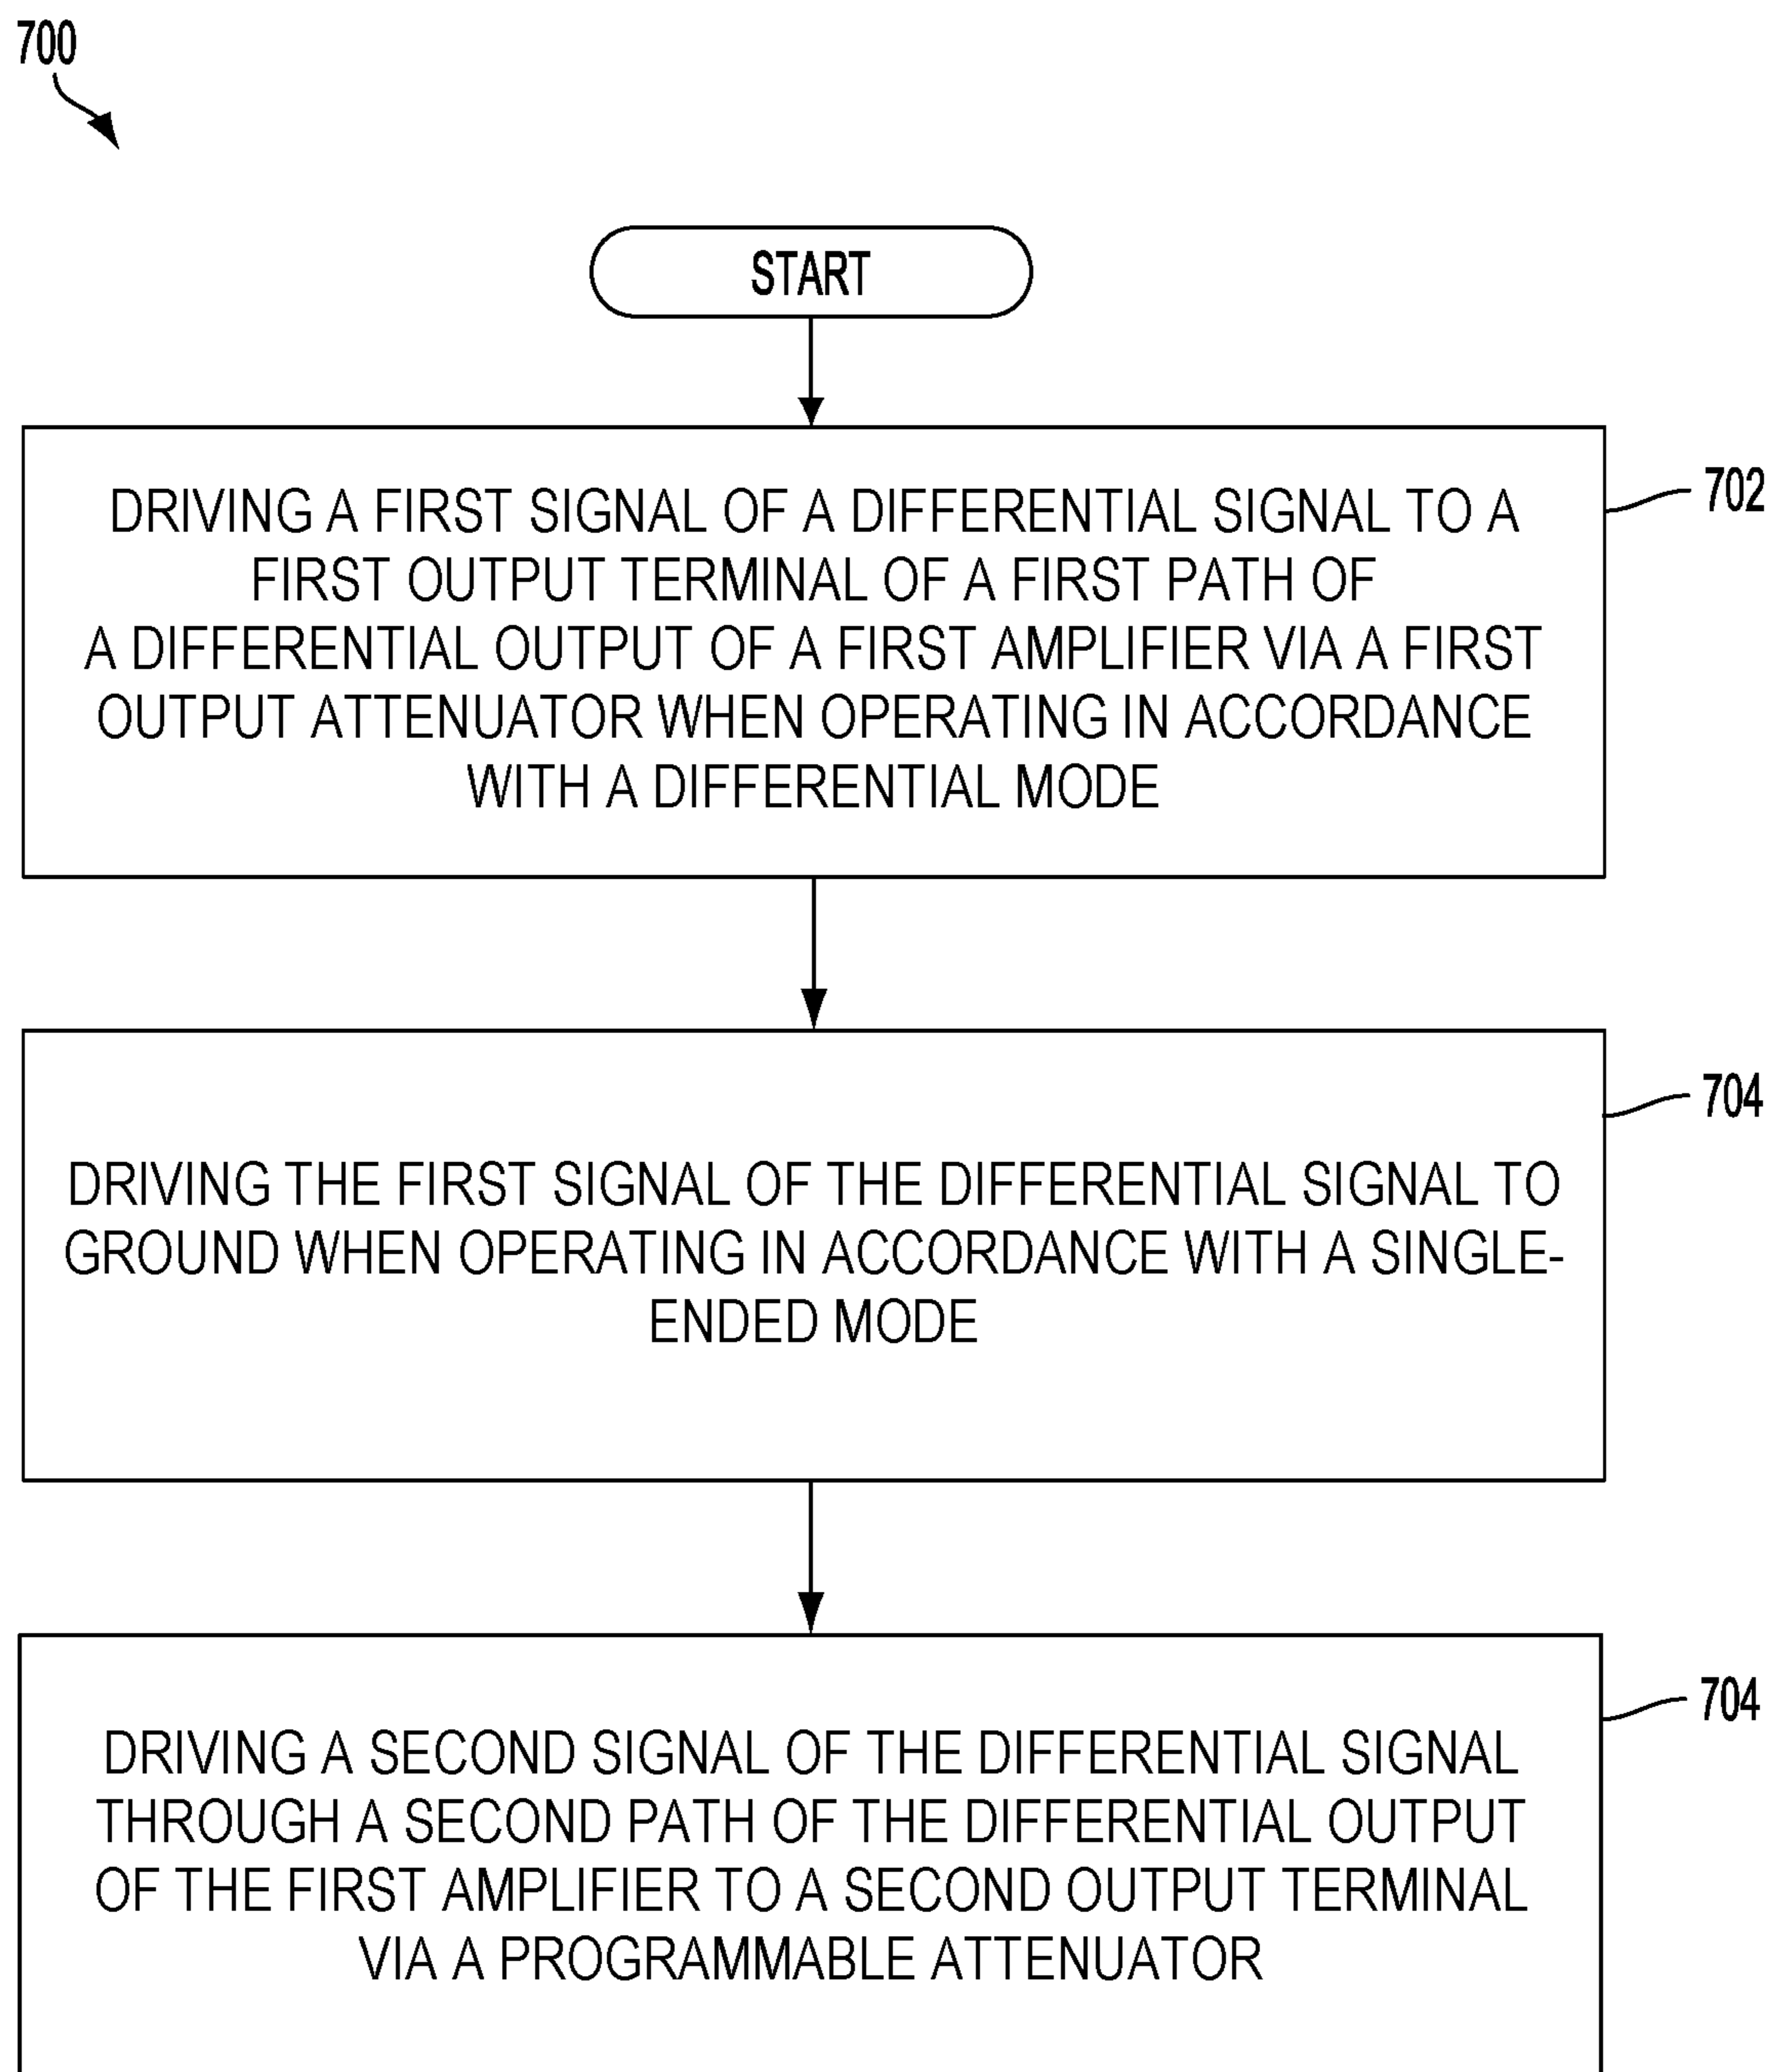 700
START
702
DRIVING A FIRST SIGNAL OF A DIFFERENTIAL SIGNAL TO A
FIRST OUTPUT TERMINAL OF A FIRST PATH OF
A DIFFERENTIAL OUTPUT OF A FIRST AMPLIFIER VIA A FIRST
OUTPUT ATTENUATOR WHEN OPERATING IN ACCORDANCE
WITH A DIFFERENTIAL MODE
704
DRIVING THE FIRST SIGNAL OF THE DIFFERENTIAL SIGNAL TO
GROUND WHEN OPERATING IN ACCORDANCE WITH A SINGLE-
ENDED MODE
704
DRIVING A SECOND SIGNAL OF THE DIFFERENTIAL SIGNAL
THROUGH A SECOND PATH OF THE DIFFERENTIAL OUTPUT
OF THE FIRST AMPLIFIER TO A SECOND OUTPUT TERMINAL
VIA A PROGRAMMABLE ATTENUATOR